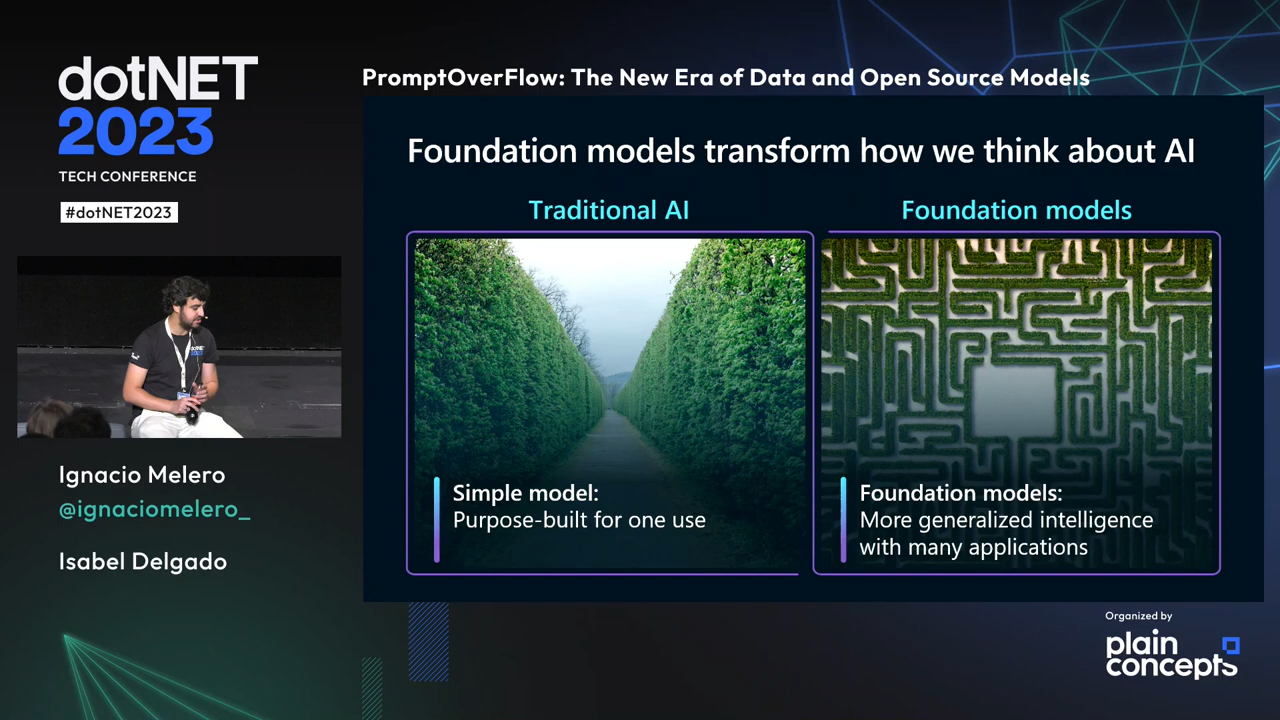 dotNET
2023
TECH CONFERENCE
#dotNET2023
PromptOverFlow: The New Era of Data and Open Source Models
Foundation models transform how we think about AI
Traditional AI
Foundation models
Simple model:
Purpose-built for one use
Foundation models:
More generalized intelligence
with many applications
Ignacio Melero
@ignaciomelero_
Isabel Delgado
Organized by
plain
concepts